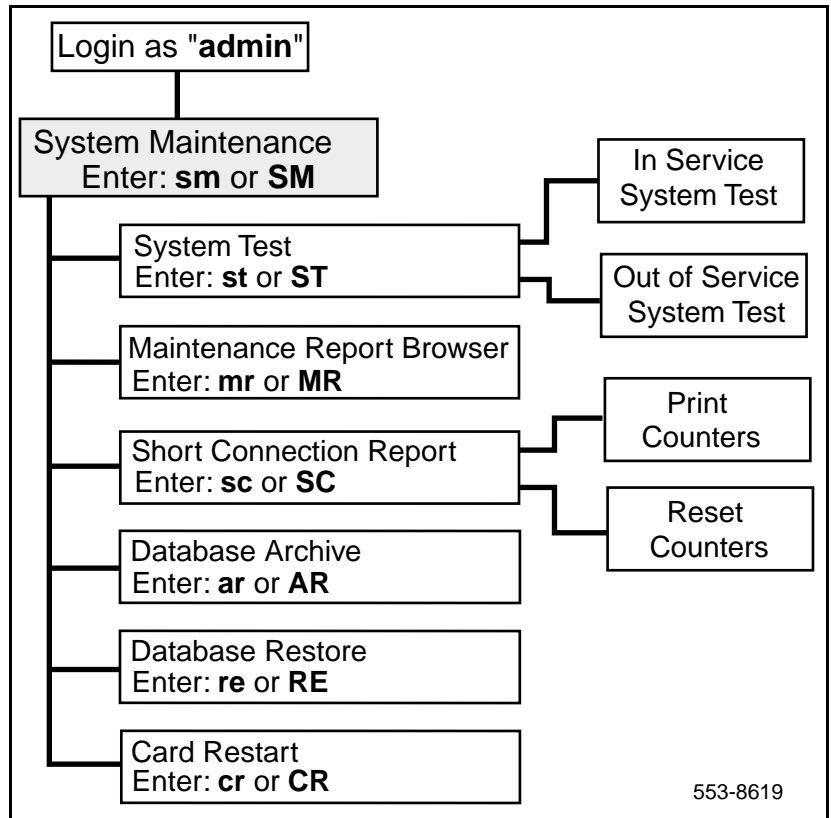 Login as "admin"
System Maintenance
Enter: sm or SM
System Test
Enter: st or ST
In Service
System Test
Out of Service
System Test
Maintenance Report Browser
Enter: mr or MR
Short Connection Report
Enter: sc or SC
Print
Counters
Reset
Counters
Database Archive
Enter: ar or AR
Database Restore
Enter: re or RE
Card Restart
Enter: cr or CR
553-8619